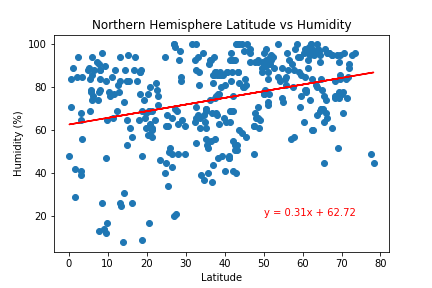 Northern Hemisphere Latitude vs Humidity
100
80
60
40
20
Humidity (%)
y = 0.31x + 62.72
0 10 20 30 40 50 60 70 80
Latitude